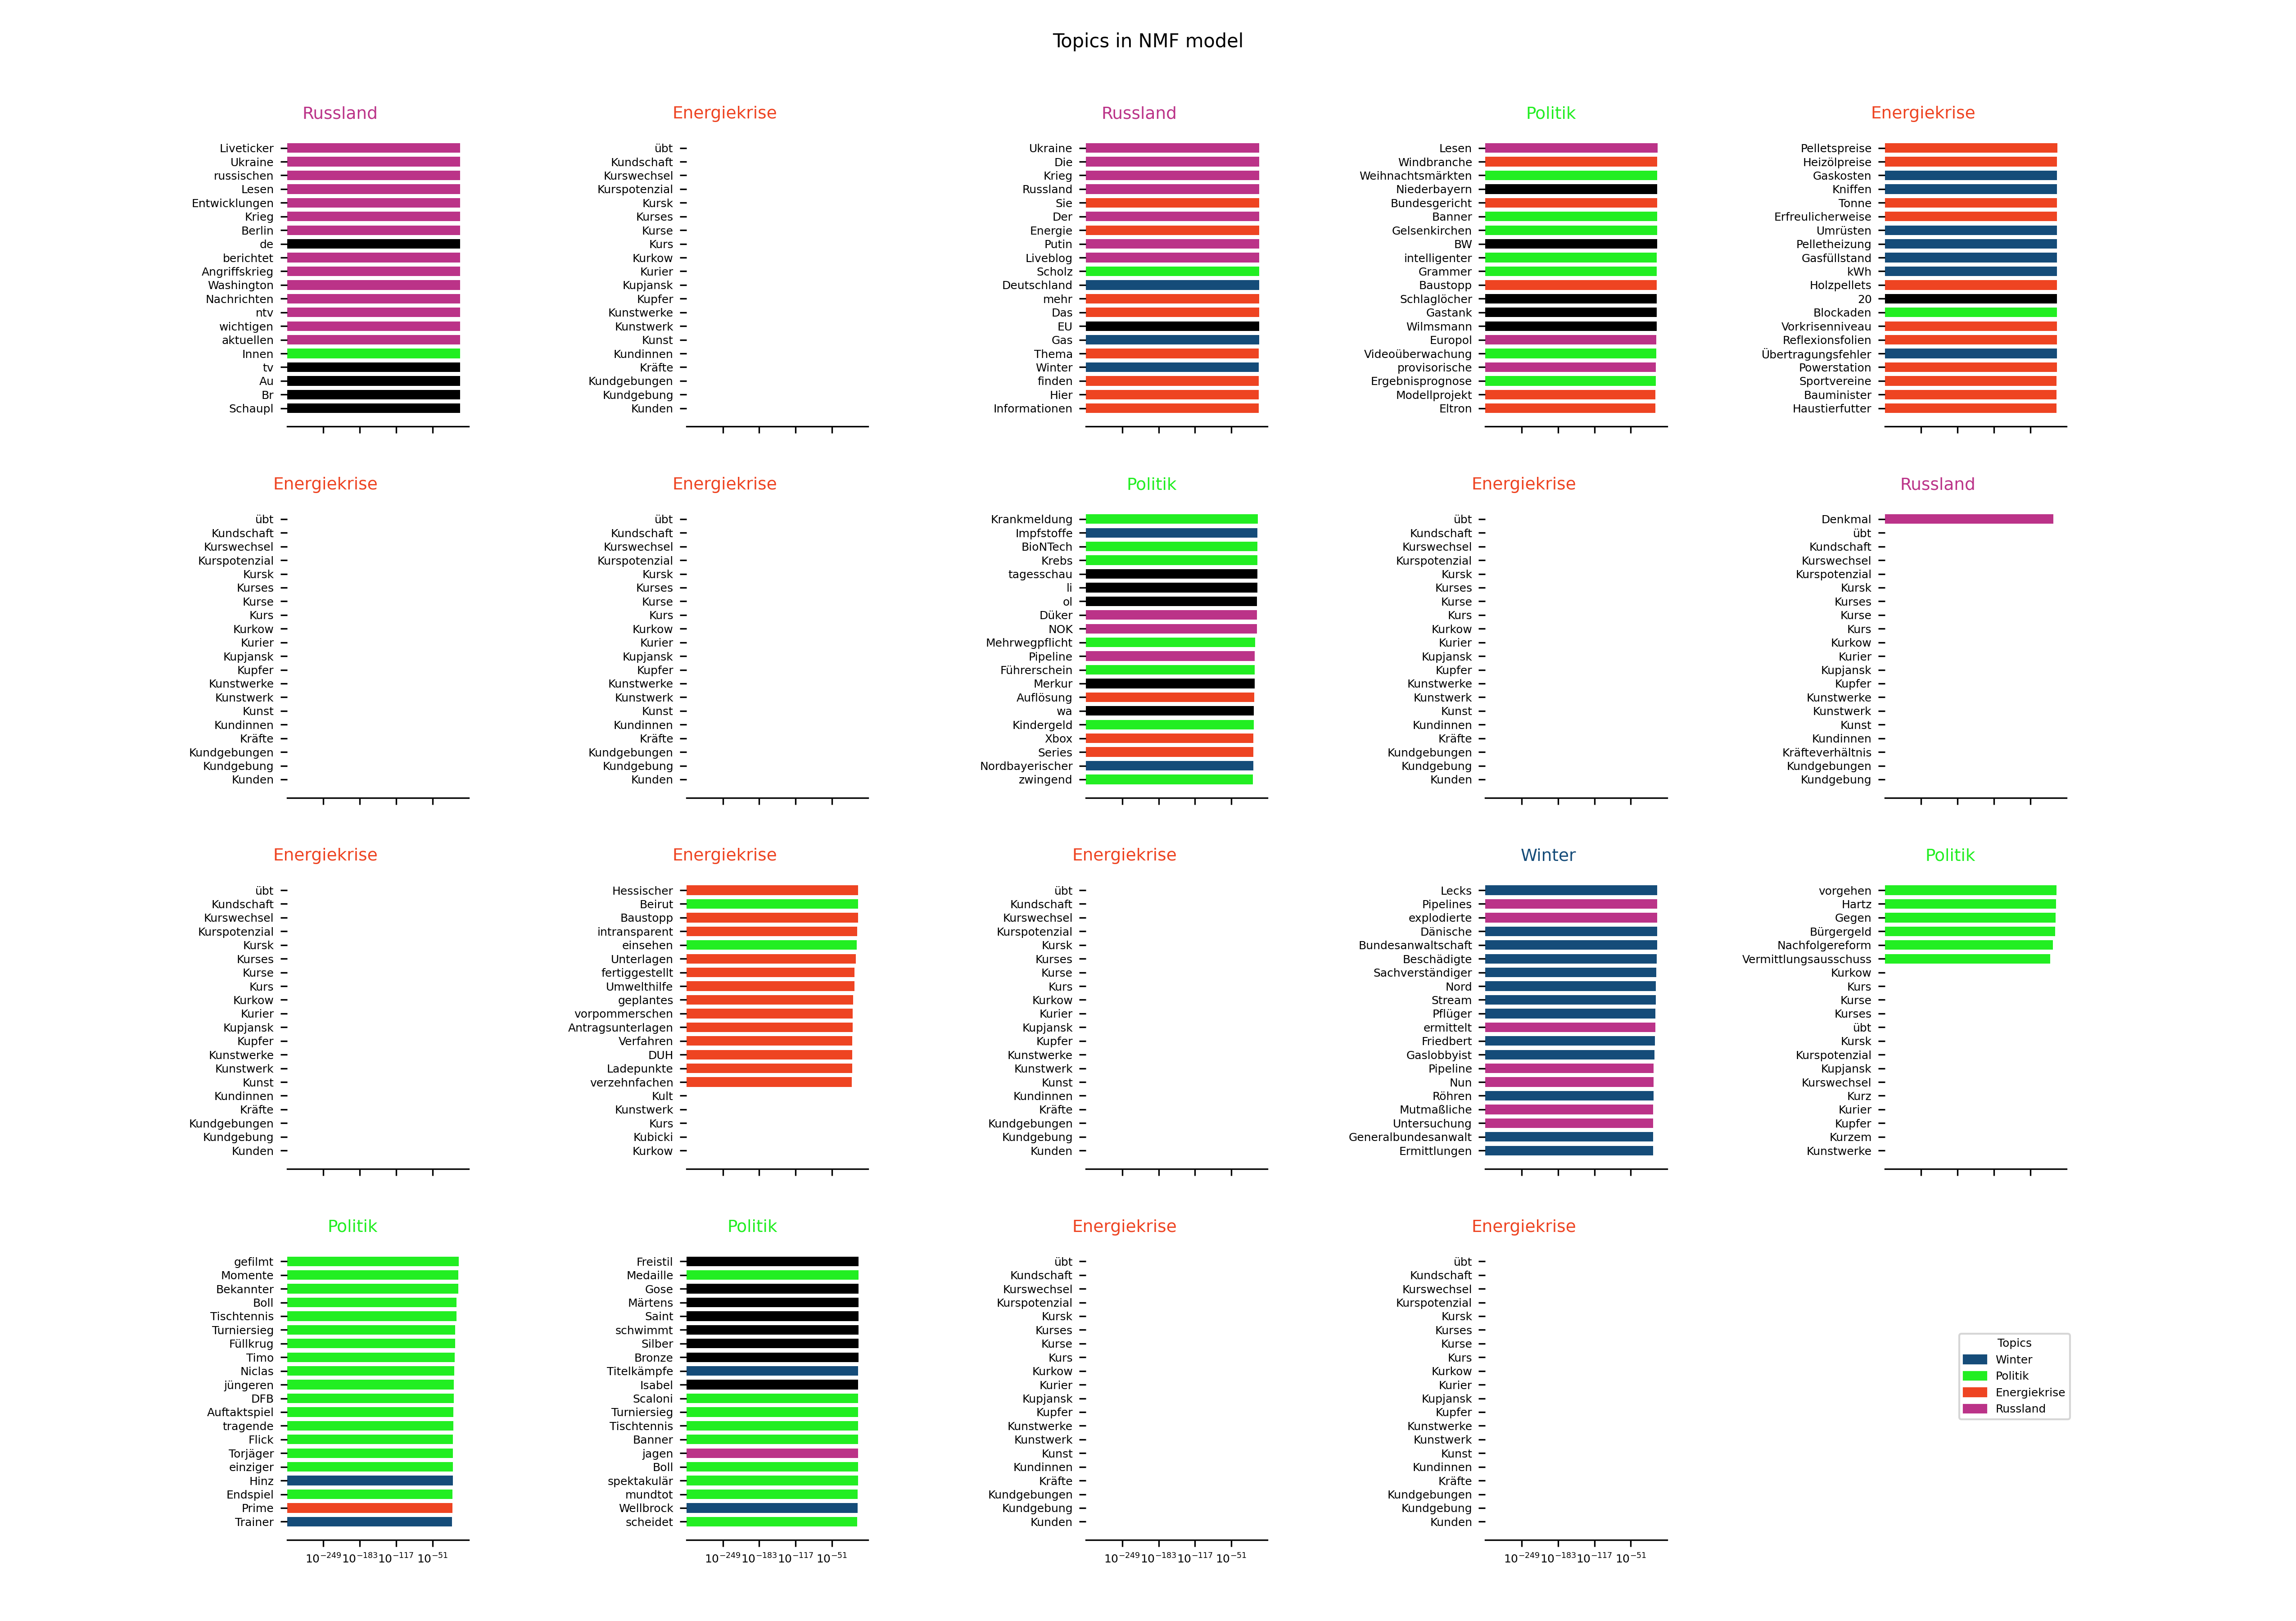 Topics in NMF model
Russland
Liveticker
Ukraine
russischen
Lesen
Entwicklungen
Krieg
Berlin
de
berichtet
Angriffskrieg
Washington
Nachrichten
ntv
wichtigen
aktuellen
Innen
tv
Au
Br
Schaupl
Energiekrise
übt
Kundschaft
Kurswechsel
Kurspotenzial
Kursk
Kurses
Kurse
Kurs
Kurkow
Kurier
Kupjansk
Kupfer
Kunstwerke
Kunstwerk
Kunst
Kundinnen
Kräfte
Kundgebungen
Kundgebung
Kunden
Russland
Ukraine
Die
Krieg
Russland
Sie
Der
Energie
Putin
Liveblog
Scholz
Deutschland
mehr
Das
EU
Gas
Thema
Winter
finden
Hier
Informationen
Politik
Lesen
Windbranche
Weihnachtsmärkten
Niederbayern
Bundesgericht
Banner
Gelsenkirchen
BW
intelligenter
Grammer
Baustopp
Schlaglöcher
Gastank
Wilmsmann
Europol
Videoüberwachung
provisorische
Ergebnisprognose
Modellprojekt
Eltron
Energiekrise
Pelletspreise
Heizölpreise
Gaskosten
Kniffen
Tonne
Erfreulicherweise
Umrüsten
Pelletheizung
Gasfüllstand
kWh
Holzpellets
20
Blockaden
Vorkrisenniveau
Reflexionsfolien
Übertragungsfehler
Powerstation
Sportvereine
Bauminister
Haustierfutter
Energiekrise
übt
Kundschaft
Kurswechsel
Kurspotenzial
Kursk
Kurses
Kurse
Kurs
Kurkow
Kurier
Kupjansk
Kupfer
Kunstwerke
Kunstwerk
Kunst
Kundinnen
Kräfte
Kundgebungen
Kundgebung
Kunden
Energiekrise
übt
Kundschaft
Kurswechsel
Kurspotenzial
Kursk
Kurses
Kurse
Kurs
Kurkow
Kurier
Kupjansk
Kupfer
Kunstwerke
Kunstwerk
Kunst
Kundinnen
Kräfte
Kundgebungen
Kundgebung
Kunden
Politik
Krankmeldung
Impfstoffe
BioNTech
Krebs
tagesschau
li
ol
Düker
NOK
Mehrwegpflicht
Pipeline
Führerschein
Merkur
Auflösung
wa
Kindergeld
Xbox
Series
Nordbayerischer
zwingend
Energiekrise
übt
Kundschaft
Kurswechsel
Kurspotenzial
Kursk
Kurses
Kurse
Kurs
Kurkow
Kurier
Kupjansk
Kupfer
Kunstwerke
Kunstwerk
Kunst
Kundinnen
Kräfte
Kundgebungen
Kundgebung
Kunden
Russland
Denkmal
übt
Kundschaft
Kurswechsel
Kurspotenzial
Kursk
Kurses
Kurse
Kurs
Kurkow
Kurier
Kupjansk
Kupfer
Kunstwerke
Kunstwerk
Kunst
Kundinnen
Kräfteverhältnis
Kundgebungen
Kundgebung
Energiekrise
übt
Kundschaft
Kurswechsel
Kurspotenzial
Kursk
Kurses
Kurse
Kurs
Kurkow
Kurier
Kupjansk
Kupfer
Kunstwerke
Kunstwerk
Kunst
Kundinnen
Kräfte
Kundgebungen
Kundgebung
Kunden
Energiekrise
Hessischer
Beirut
Baustopp
intransparent
einsehen
Unterlagen
fertiggestellt
Umwelthilfe
geplantes
vorpommerschen
Antragsunterlagen
Verfahren
DUH
Ladepunkte
verzehnfachen
Kult
Kunstwerk
Kurs
Kubicki
Kurkow
Energiekrise
übt
Kundschaft
Kurswechsel
Kurspotenzial
Kursk
Kurses
Kurse
Kurs
Kurkow
Kurier
Kupjansk
Kupfer
Kunstwerke
Kunstwerk
Kunst
Kundinnen
Kräfte
Kundgebungen
Kundgebung
Kunden
Winter
Lecks
Pipelines
explodierte
Dänische
Bundesanwaltschaft
Beschädigte
Sachverständiger
Nord
Stream
Pflüger
ermittelt
Friedbert
Gaslobbyist
Pipeline
Nun
Röhren
Mutmaßliche
Untersuchung
Generalbundesanwalt
Ermittlungen
Politik
vorgehen
Hartz
Gegen
Bürgergeld
Nachfolgereform
Vermittlungsausschuss
Kurkow
Kurs
Kurse
Kurses
übt
Kursk
Kurspotenzial
Kupjansk
Kurswechsel
Kurz
Kurier
Kupfer
Kurzem
Kunstwerke
Politik
gefilmt
Momente
Bekannter
Boll
Tischtennis
Turniersieg
Füllkrug
Timo
Niclas
jüngeren
DFB
Auftaktspiel
tragende
Flick
Torjäger
einziger
Hinz
Endspiel
Prime
Trainer
10^-249 10^-183 10^-117 10^-51
Politik
Freistil
Medaille
Gose
Märtens
Saint
schwimmt
Silber
Bronze
Titelkämpfe
Isabel
Scaloni
Turniersieg
Tischtennis
Banner
jagen
Boll
spektakulär
mundtot
Wellbrock
scheidet
10^-249 10^-183 10^-117 10^-51
Energiekrise
übt
Kundschaft
Kurswechsel
Kurspotenzial
Kursk
Kurses
Kurse
Kurs
Kurkow
Kurier
Kupjansk
Kupfer
Kunstwerke
Kunstwerk
Kunst
Kundinnen
Kräfte
Kundgebungen
Kundgebung
Kunden
10^-249 10^-183 10^-117 10^-51
Energiekrise
übt
Kundschaft
Kurswechsel
Kurspotenzial
Kursk
Kurses
Kurse
Kurs
Kurkow
Kurier
Kupjansk
Kupfer
Kunstwerke
Kunstwerk
Kunst
Kundinnen
Kräfte
Kundgebungen
Kundgebung
Kunden
10^-249 10^-183 10^-117 10^-51
Topics
Winter
Politik
Energiekrise
Russland